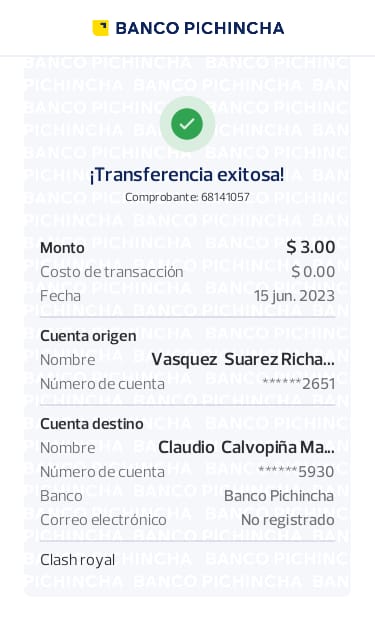 BANCO PICHINCHA
¡Transferencia exitosa!
Comprobante: 68141057
Monto $ 3.00
Costo de transacción $ 0.00
Fecha 15 jun. 2023
Cuenta origen
Nombre Vasquez Suarez Richa...
Número de cuenta ******2651
Cuenta destino
Nombre Claudio Calvopiña Ma...
Número de cuenta ******5930
Banco Banco Pichincha
Correo electrónico No registrado
Clash royal